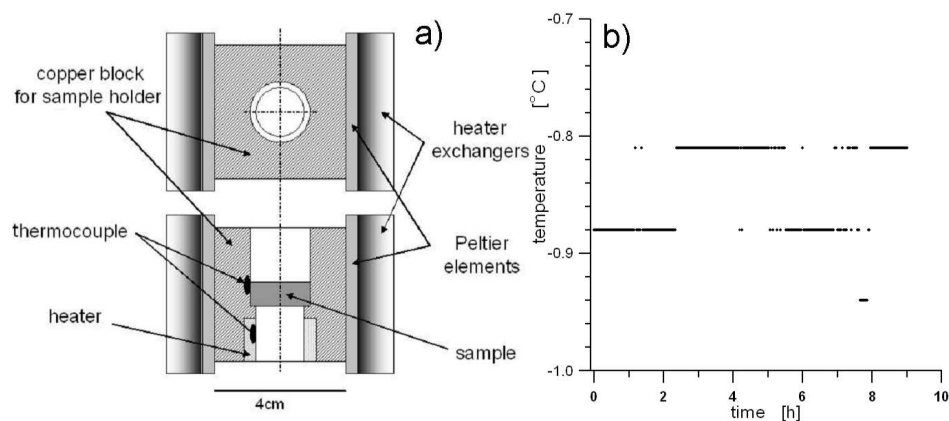 a)
copper block
for sample holder
heater
exchangers
thermocouple
Peltier
elements
heater
sample
4cm
b)
-0.7
[°C]
-0.8
temperature
-0.9
-1.0
0
2
4
6
8
10
time [h]